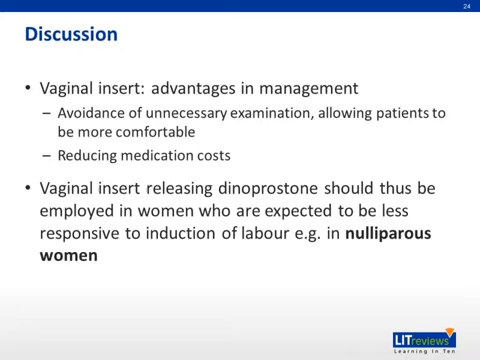 24
Discussion
• Vaginal insert: advantages in management
– Avoidance of unnecessary examination, allowing patients to
be more comfortable
– Reducing medication costs
• Vaginal insert releasing dinoprostone should thus be
employed in women who are expected to be less
responsive to induction of labour e.g. in nulliparous
women
LITreviews
Learning In Ten